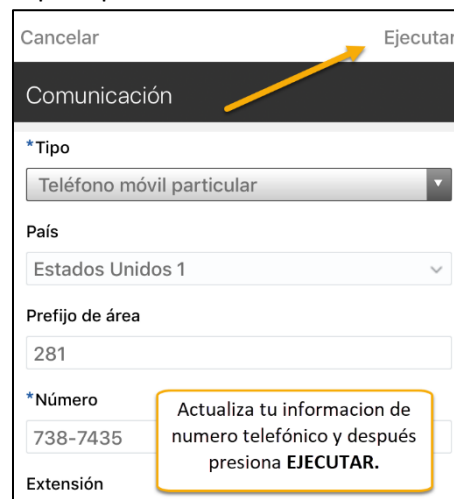 Cancelar Ejecutar
Comunicación
*Tipo
Teléfono móvil particular
País
Estados Unidos 1
Prefijo de área
281
*Número
738-7435
Actualiza tu informacion de
numero telefónico y después
presiona EJECUTAR.
Extensión